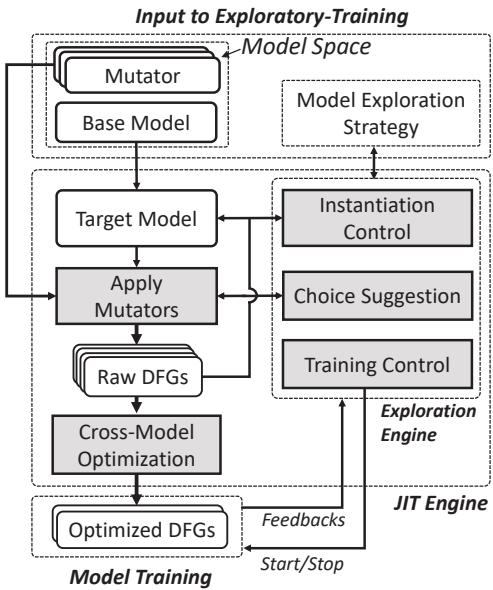 Input to Exploratory-Training
Model Space
Mutator
Base Model
Model Exploration
Strategy
Target Model
Instantiation
Control
Apply
Mutators
Choice Suggestion
Raw DFGs
Training Control
Cross-Model
Optimization
Exploration
Engine
JIT Engine
Optimized DFGs
Feedbacks
Start/Stop
Model Training